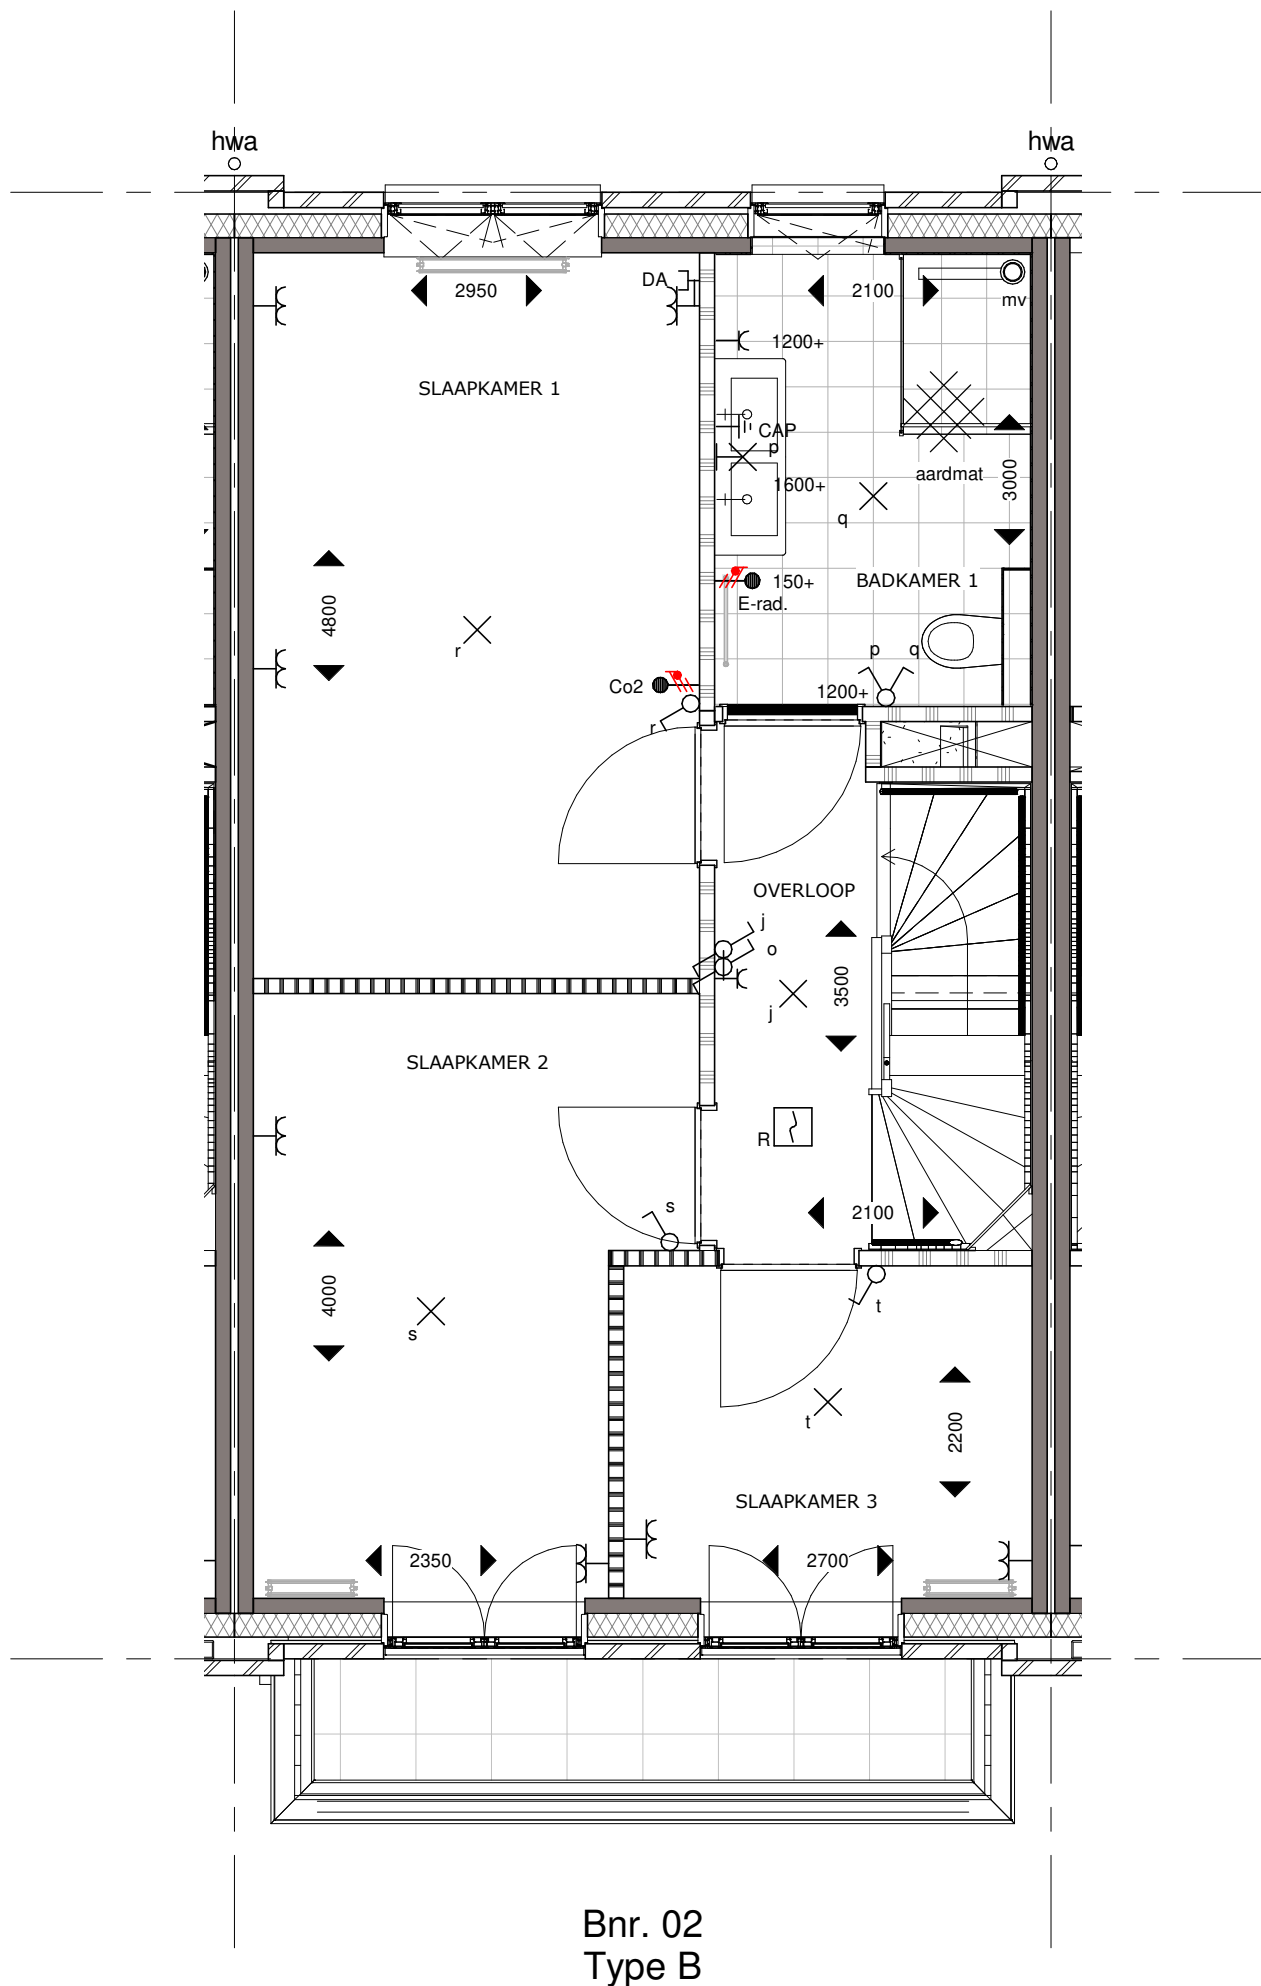 hwa hwa
DA
2950
2100
mv
1200+
SLAAPKAMER 1
CAP
p
aardmat
3000
1600+
q
150+
BADKAMER 1
E-rad.
4800
r
p q
Co2
1200+
r
OVERLOOP
j
o
3500
j
SLAAPKAMER 2
R
s
2100
4000
t
s
t
2200
SLAAPKAMER 3
2350
2700
Bnr. 02
Type B